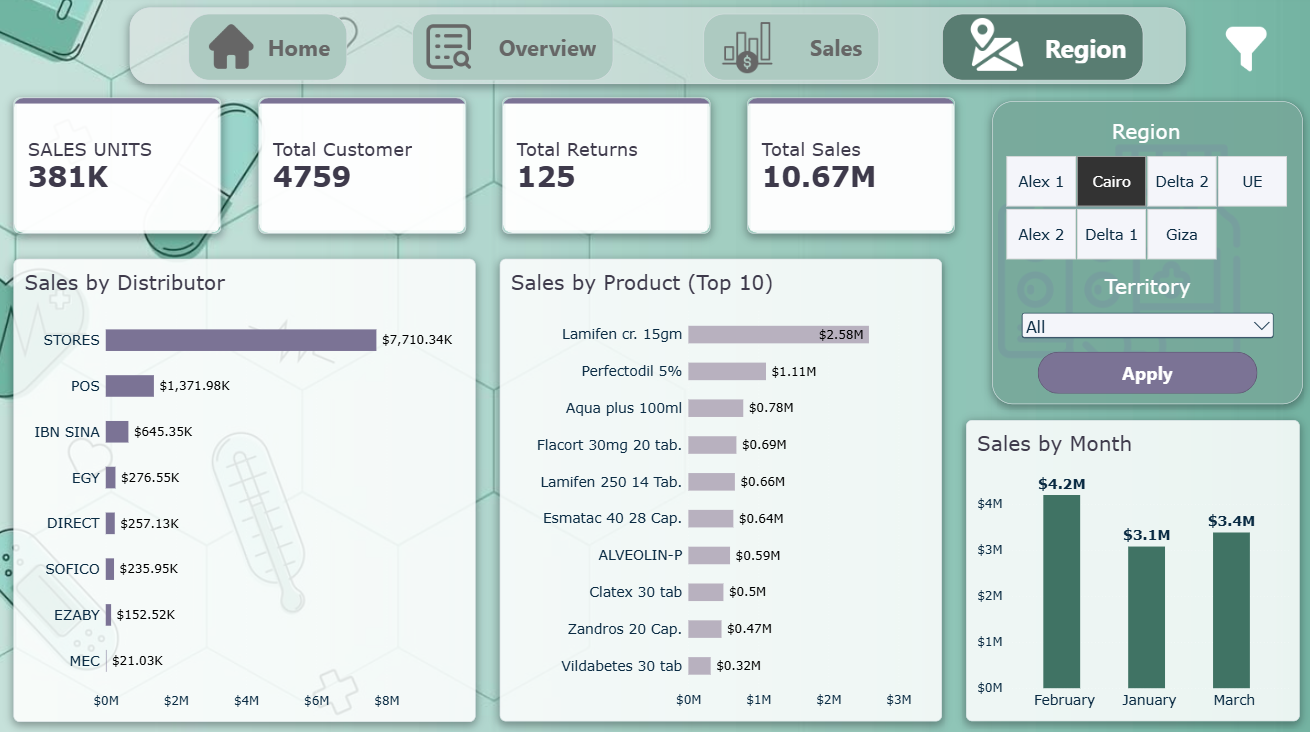 Home
Overview
Sales
Region
SALES UNITS
381K
Total Customer
4759
Total Returns
125
Total Sales
10.67M
Region
Alex 1 Cairo Delta 2 UE
Alex 2 Delta 1 Giza
Territory
All
Apply
Sales by Distributor
STORES $7,710.34K
POS $1,371.98K
IBN SINA $645.35K
EGY $276.55K
DIRECT $257.13K
SOFICO $235.95K
EZABY $152.52K
MEC $21.03K
$0M $2M $4M $6M $8M
Sales by Product (Top 10)
Lamifen cr. 15gm $2.58M
Perfectodil 5% $1.11M
Aqua plus 100ml $0.78M
Flacort 30mg 20 tab. $0.69M
Lamifen 250 14 Tab. $0.66M
Esmatac 40 28 Cap. $0.64M
ALVEOLIN-P $0.59M
Clatex 30 tab $0.5M
Zandros 20 Cap. $0.47M
Vildabetes 30 tab $0.32M
$0M $1M $2M $3M
Sales by Month
$4.2M
$3.1M
$3.4M
$4M
$3M
$2M
$1M
$0M
February January March